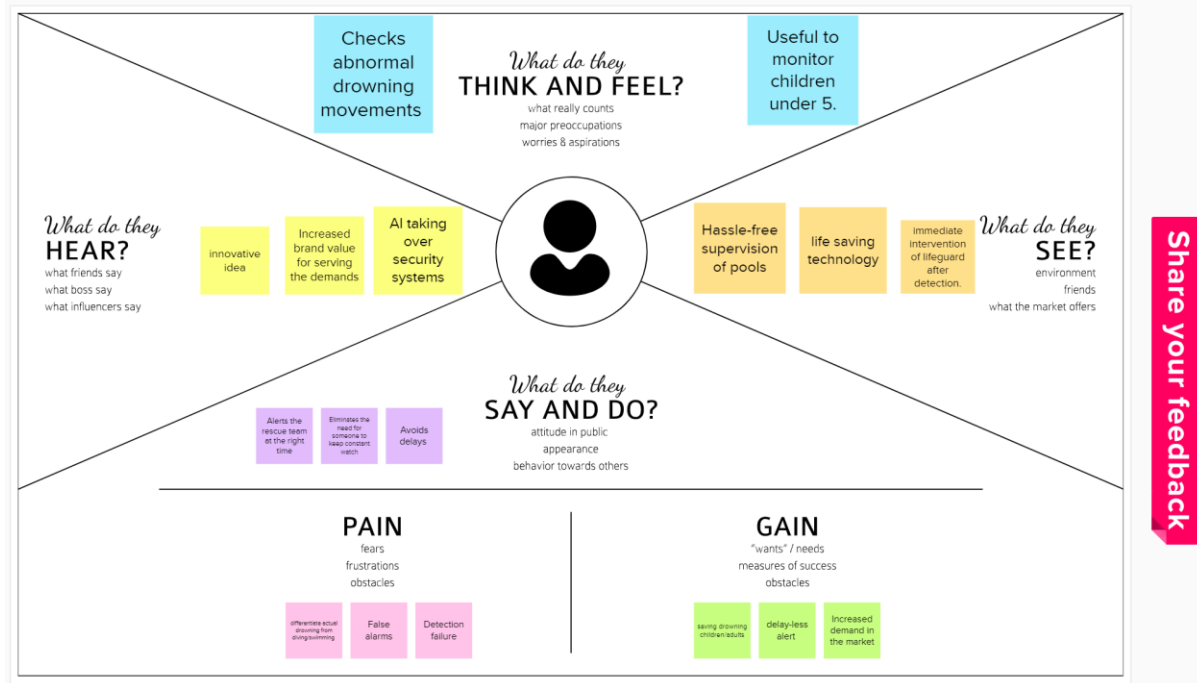 Checks
abnormal
drowning
movements
What do they
THINK AND FEEL?
what really counts
major preoccupations
worries & aspirations
Useful to
monitor
children
under 5.
What do they
HEAR?
what friends say
what boss say
what influencers say
innovative
idea
Increased
brand value
for serving
the demands
AI taking
over
security
systems
Hassle-free
supervision
of pools
life saving
technology
Immediate
intervention
of lifeguard
after
detection.
What do they
SEE?
environment
friends
what the market offers
What do they
SAY AND DO?
attitude in public
appearance
behavior towards others
Alerts the
rescue team
at the right
time
Eliminates the
need for
someone to
keep constant
watch
Avoids
delays
PAIN
fears
frustrations
obstacles
differentiate actual
drowning from
diving/swimming
False
alarms
Detection
failure
GAIN
"wants" / needs
measures of success
obstacles
saving drowning
children/adults
delay-less
alert
Increased
demand in
the market
Share your feedback